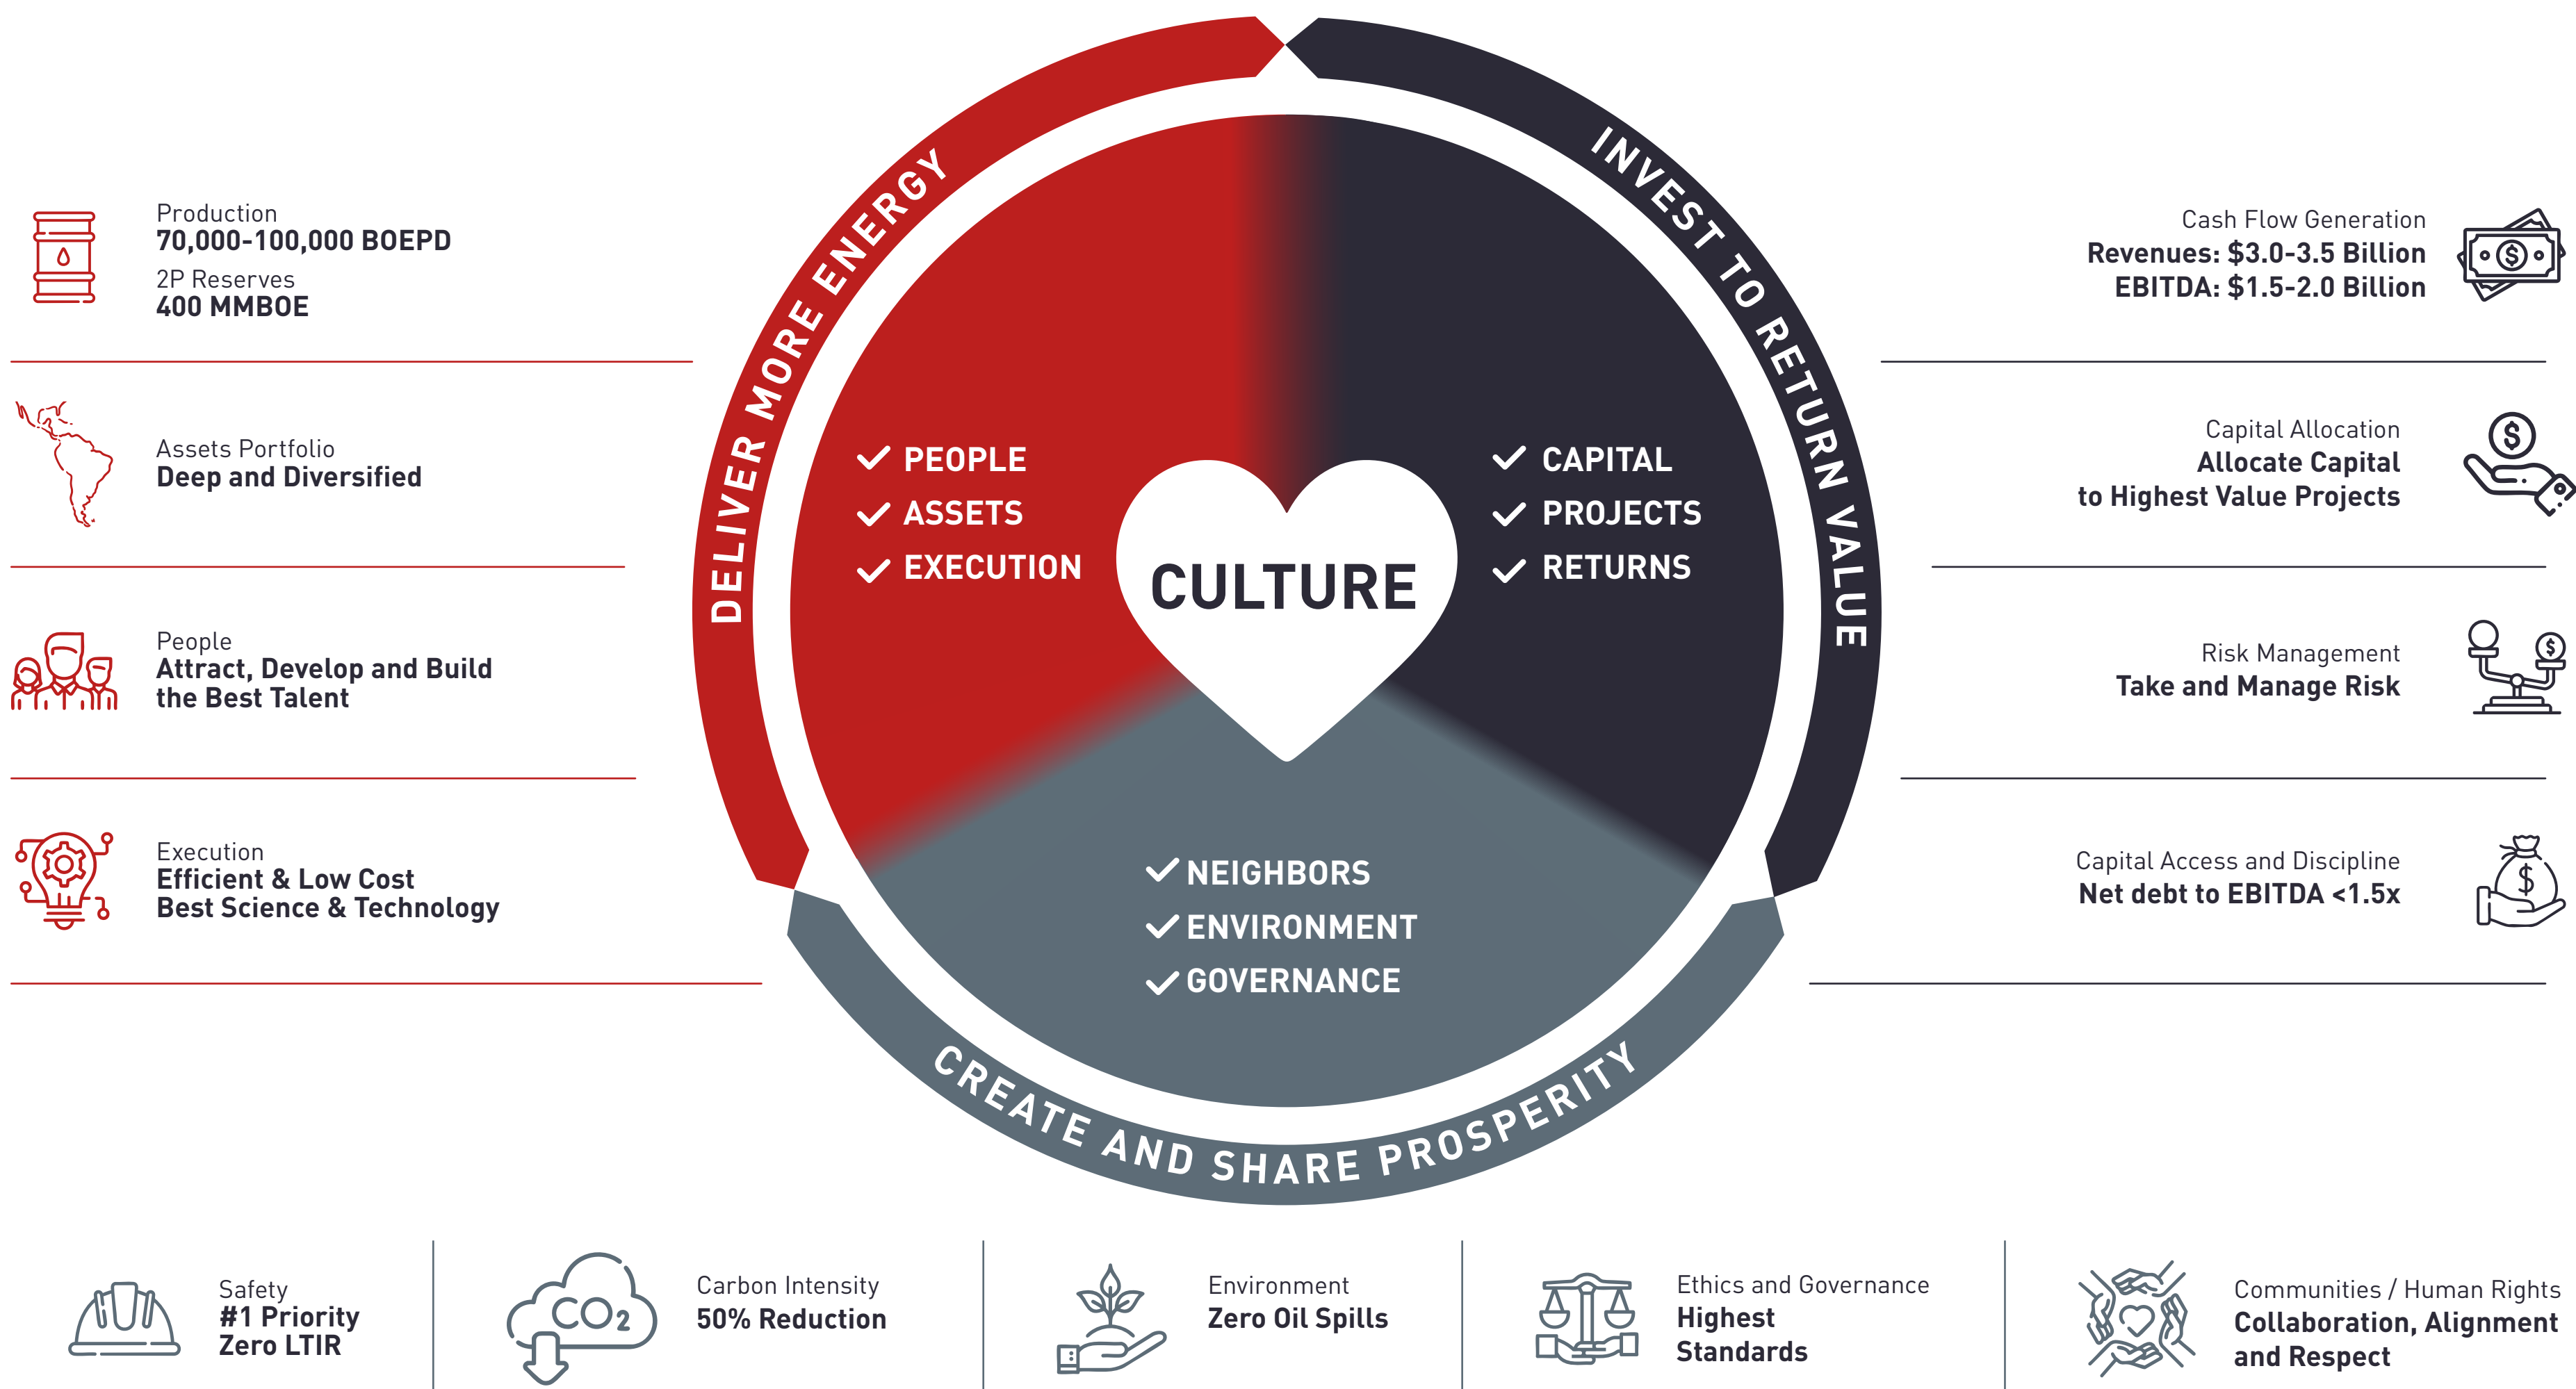 DELIVER MORE ENERGY
INVEST TO RETURN VALUE
CREATE AND SHARE PROSPERITY
Production
70,000-100,000 BOEPD
2P Reserves
400 MMBOE
Assets Portfolio
Deep and Diversified
People
Attract, Develop and Build
the Best Talent
Execution
Efficient & Low Cost
Best Science & Technology
PEOPLE
ASSETS
EXECUTION
CULTURE
CAPITAL
PROJECTS
RETURNS
NEIGHBORS
ENVIRONMENT
GOVERNANCE
Cash Flow Generation
Revenues: $3.0-3.5 Billion
EBITDA: $1.5-2.0 Billion
$
Capital Allocation
Allocate Capital
to Highest Value Projects
$
Risk Management
Take and Manage Risk
$
Capital Access and Discipline
Net debt to EBITDA <1.5x
$
Safety
#1 Priority
Zero LTIR
CO2
Carbon Intensity
50% Reduction
Environment
Zero Oil Spills
Ethics and Governance
Highest
Standards
Communities / Human Rights
Collaboration, Alignment
and Respect